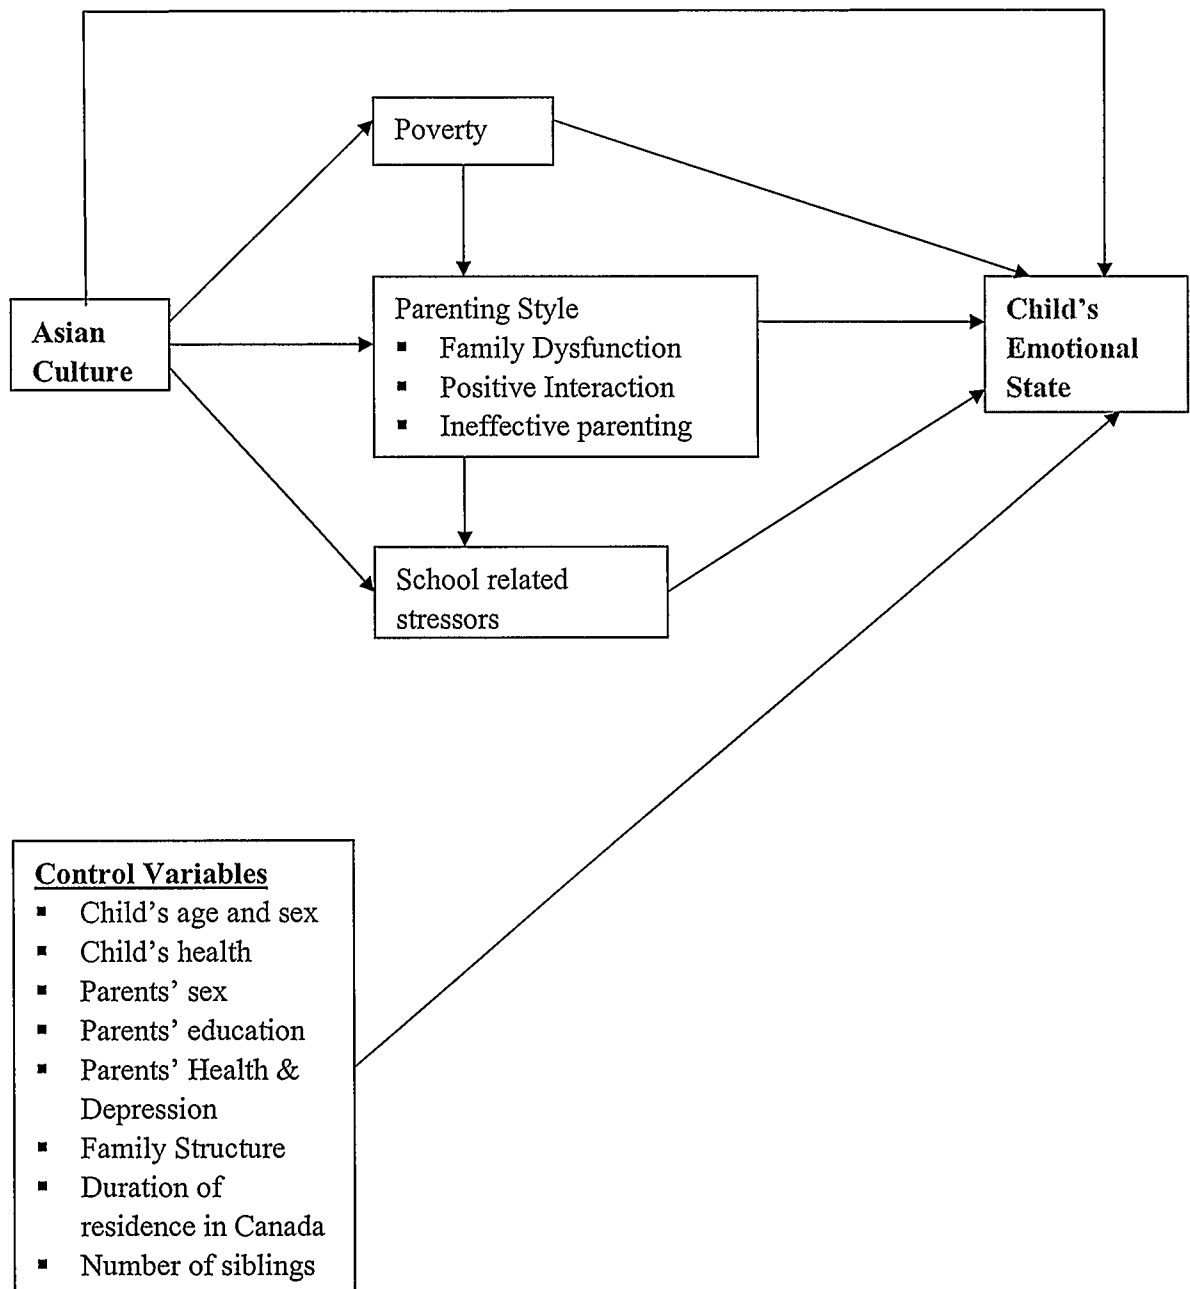 Poverty
Asian
Culture
Parenting Style
▪ Family Dysfunction
▪ Positive Interaction
▪ Ineffective parenting
Child's
Emotional
State
School related
stressors
Control Variables
▪ Child's age and sex
▪ Child's health
▪ Parents' sex
▪ Parents' education
▪ Parents' Health &
Depression
▪ Family Structure
▪ Duration of
residence in Canada
▪ Number of siblings